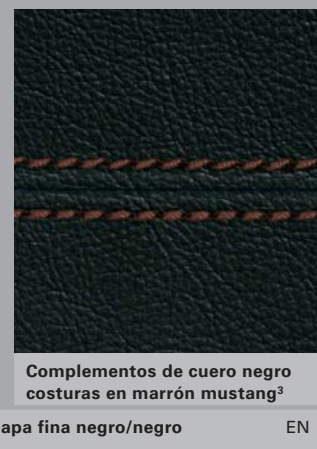 Complementos de cuero negro
costuras en marrón mustang³
apa fina negro/negro EN